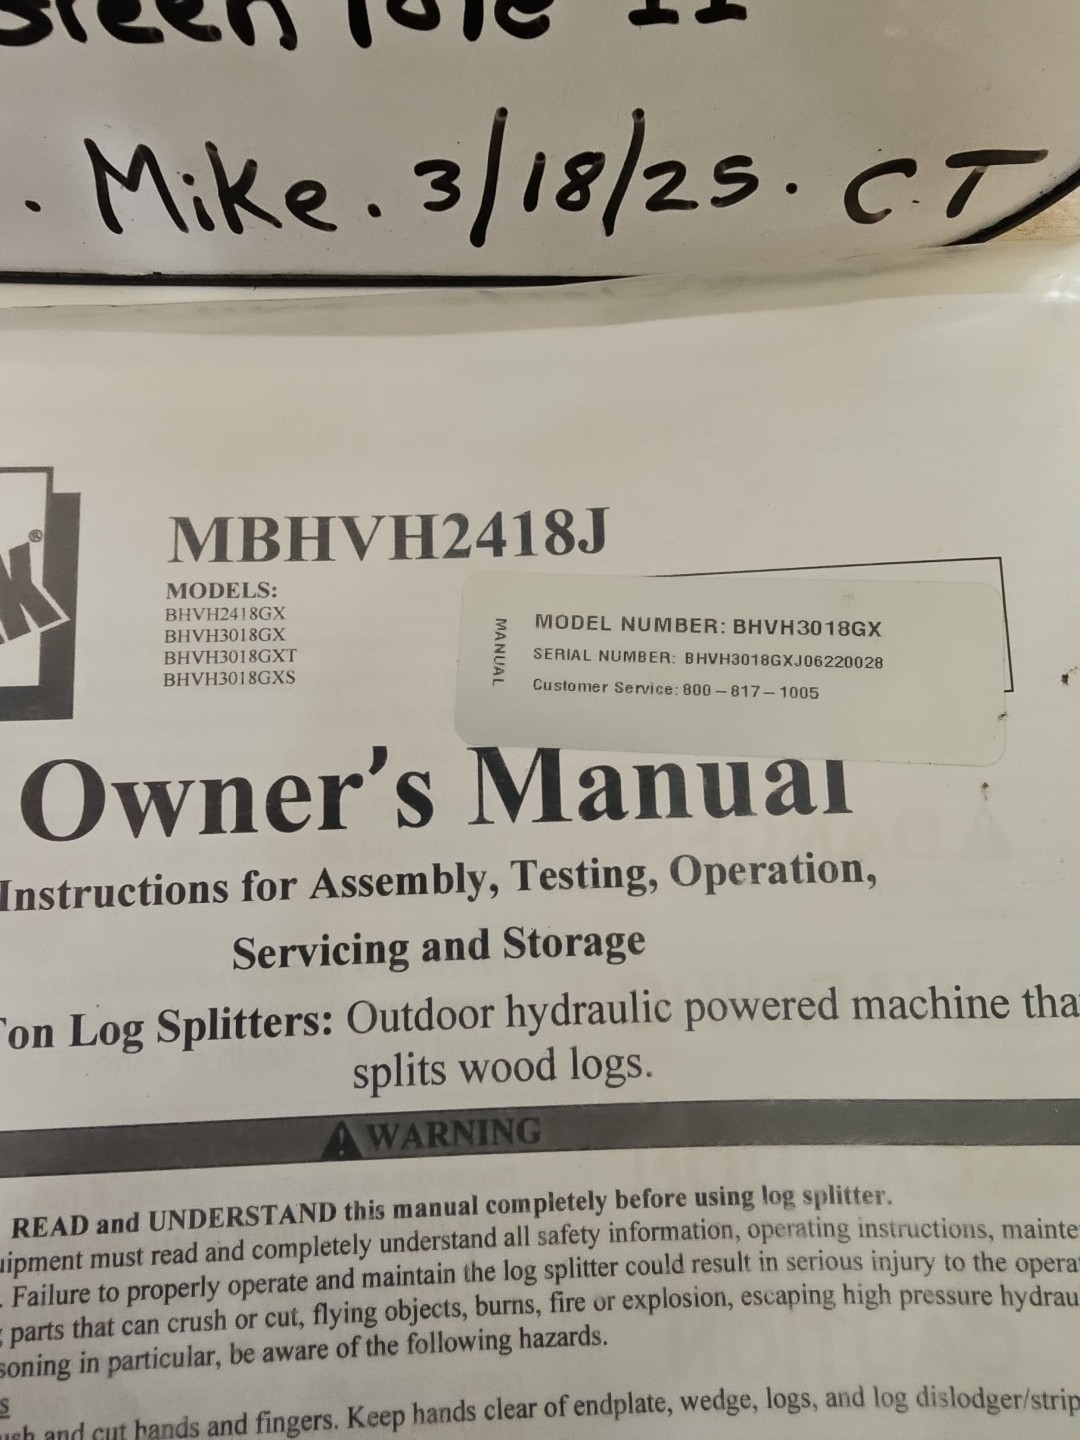 . Mike. 3/18/25. C.T
MBHVH2418J
MODELS:
BHVH2418GX
BHVH3018GX
BHVH3018GXT
BHVH3018GXS
MANUAL
MODEL NUMBER: BHVH3018GX
SERIAL NUMBER: BHVH3018GXJ06220028
Customer Service: 800-817-1005
Owner's Manual
Instructions for Assembly, Testing, Operation,
Servicing and Storage
Log Splitters: Outdoor hydraulic powered machine
splits wood logs.
WARNING
READ and UNDERSTAND this manual completely before using log splitter.
must read and completely understand all safety information, operating instructions,
. Failure to properly operate and maintain the log splitter could result in serious injury to the
parts that can crush or cut, flying objects, burns, fire or explosion, escaping high pressure
in particular, be aware of the following hazards.
and cut hands and fingers. Keep hands clear of endplate, wedge, logs, and log